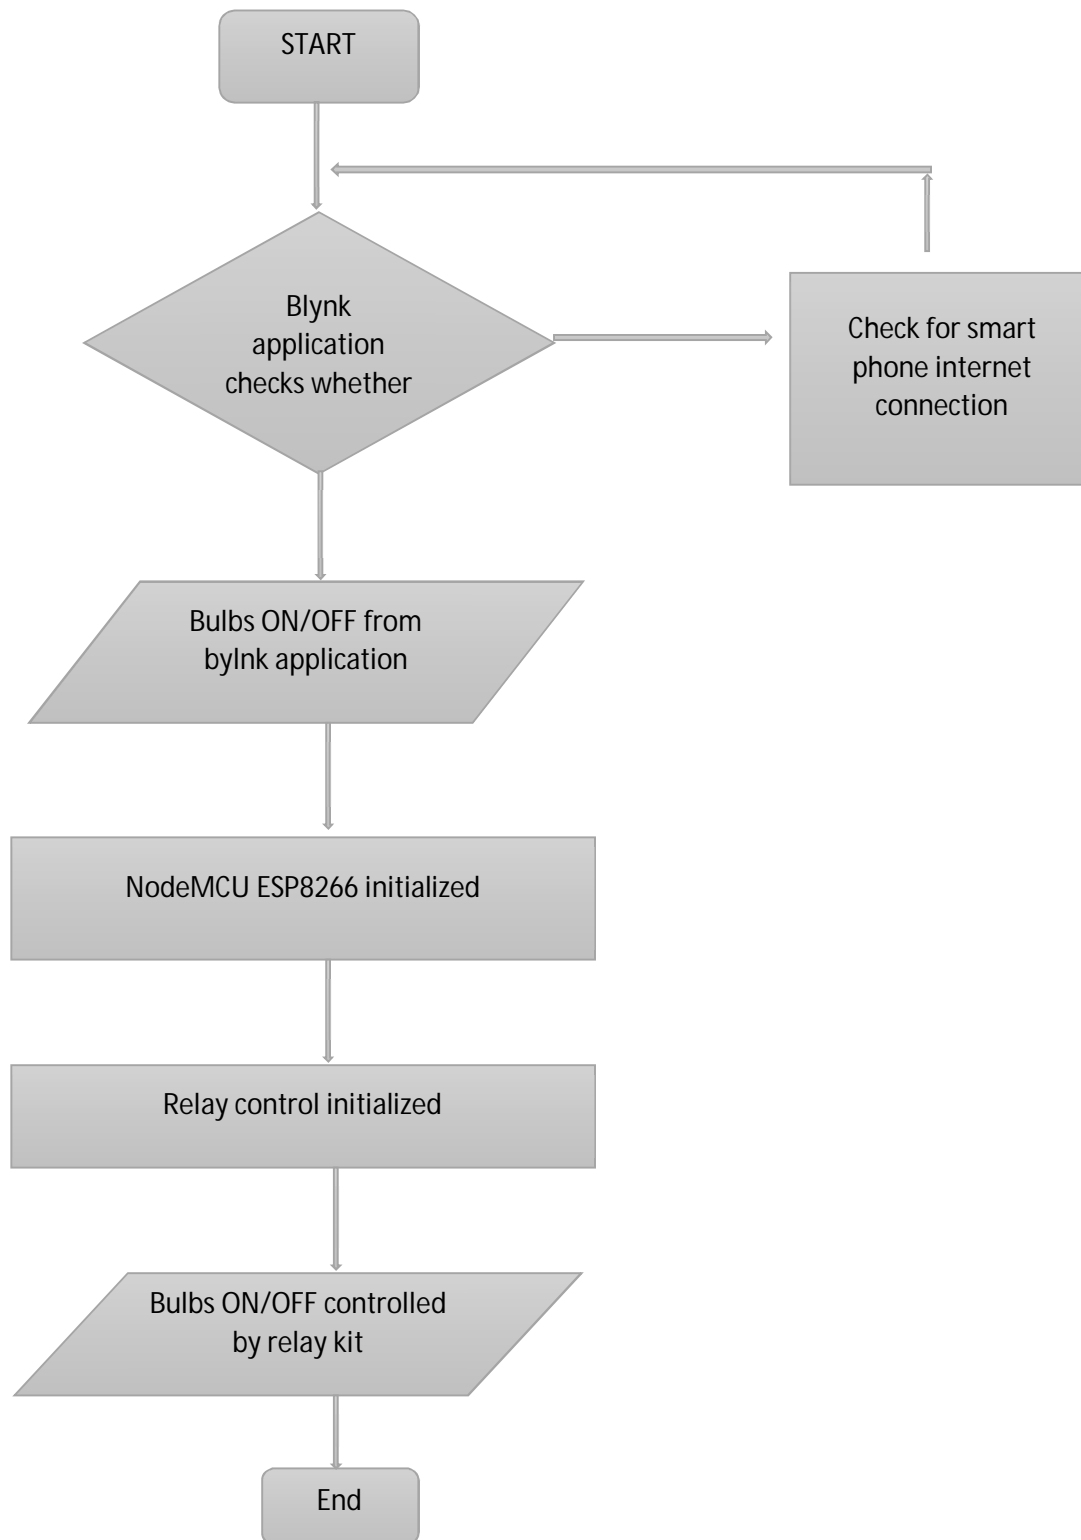 START
Blynk
application
checks whether
Check for smart
phone internet
connection
Bulbs ON/OFF from
bylnk application
NodeMCU ESP8266 initialized
Relay control initialized
Bulbs ON/OFF controlled
by relay kit
End